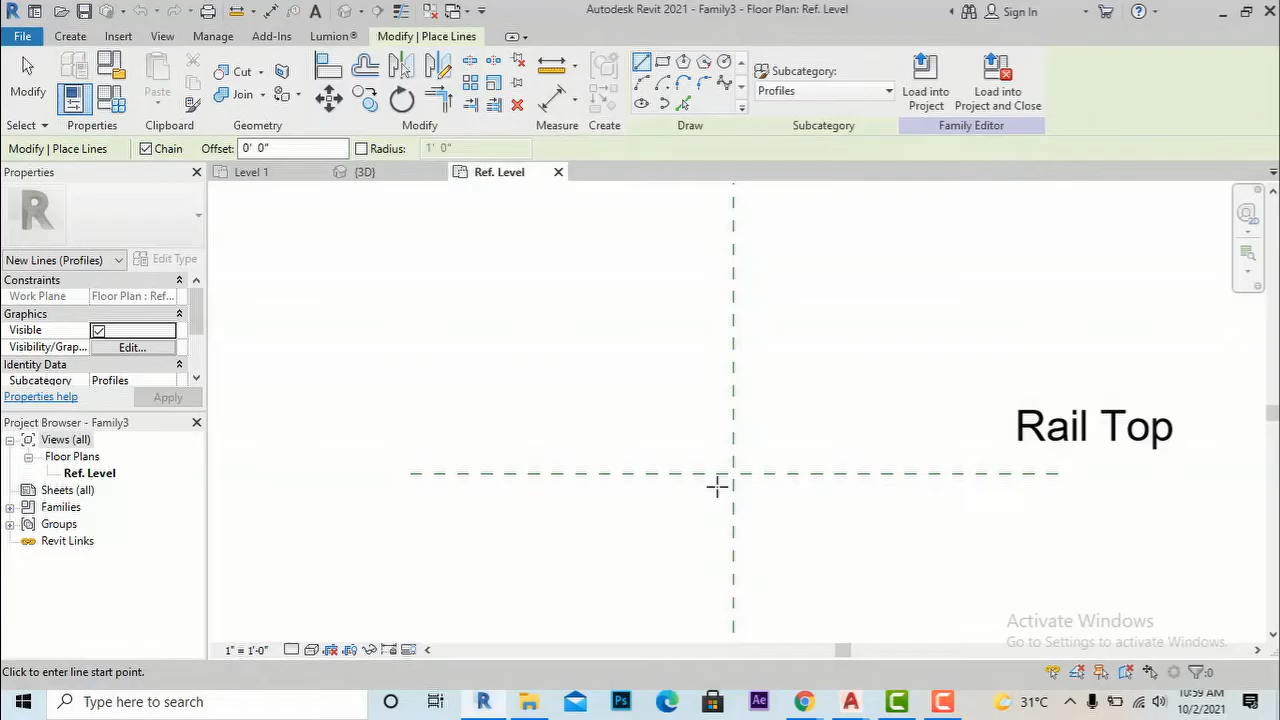 Autodesk Revit 2021 - Family3 - Floor Plan: Ref. Level
Sign In
File Create Insert View Manage Add-Ins Lumion® Modify | Place Lines
Modify
Paste
Cut
Join
Load into Project
Load into Project and Close
Subcategory:
Profiles
Select Properties Clipboard Geometry Modify Measure Create Draw Subcategory Family Editor
Modify | Place Lines Chain Offset: 0' 0" Radius: 1' 0"
Properties
Level 1 {3D} Ref. Level
R
New Lines (Profiles) Edit Type
Constraints
Work Plane Floor Plan : Ref...
Graphics
Visible
Visibility/Grap... Edit...
Identity Data
Subcategory Profiles
Properties help Apply
Project Browser - Family3
Views (all)
Floor Plans
Ref. Level
Sheets (all)
Families
Groups
Revit Links
Rail Top
Activate Windows
Go to Settings to activate Windows.
1" = 1'-0"
Click to enter line start point.
:0
Type here to search
31°C
10:59 AM
10/2/2021